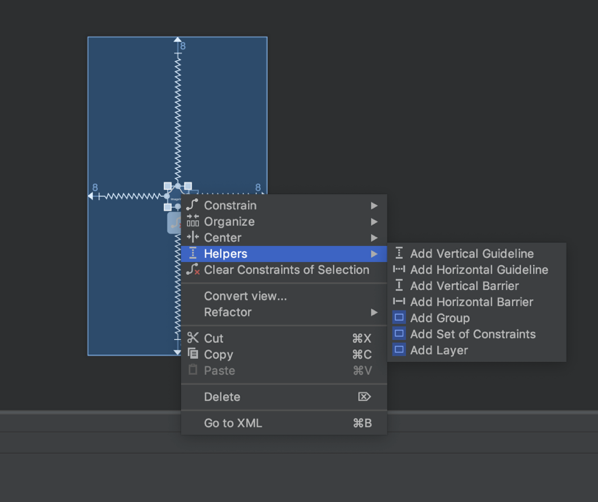 8
8
8
Constrain
Organize
Center
Helpers
Clear Constraints of Selection
Convert view...
Refactor
Cut ⌘X
Copy ⌘C
Paste ⌘V
Delete ⌦
Go to XML ⌘B
Add Vertical Guideline
Add Horizontal Guideline
Add Vertical Barrier
Add Horizontal Barrier
Add Group
Add Set of Constraints
Add Layer